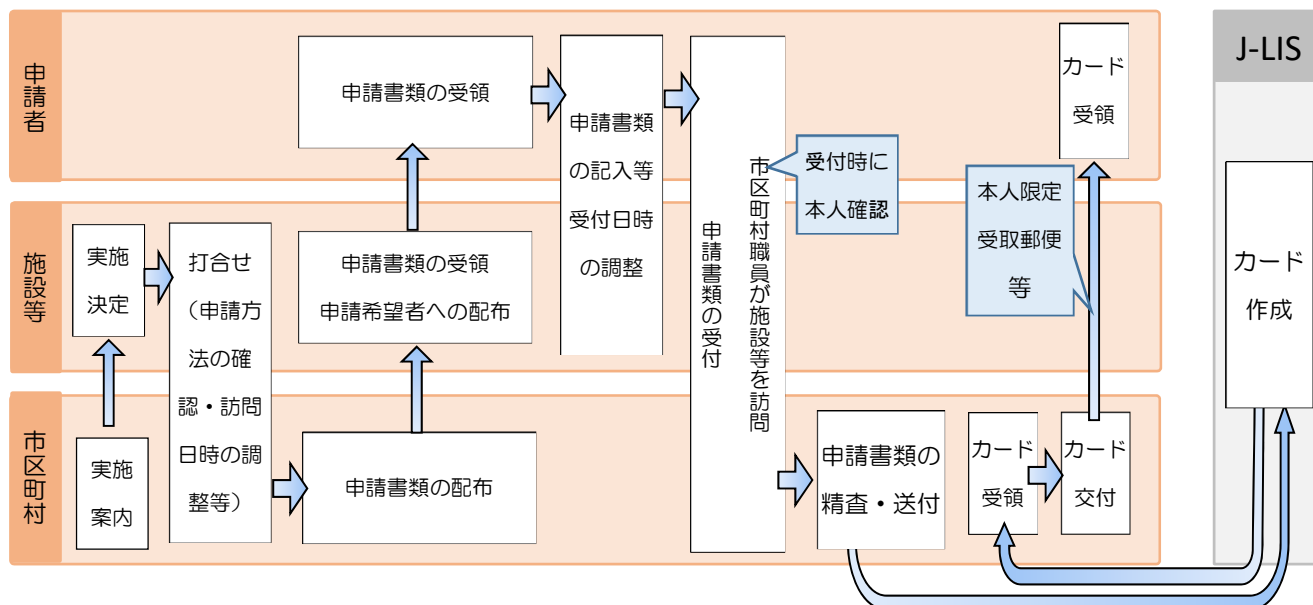 申請者
申請書類の受領
申請書類
の記入等
受付日時
の調整
市区町村職員が施設等を訪問
申請書類の受付
受付時に
本人確認
カード
受領
本人限定
受取郵便
等
施設等
実施
決定
打合せ
（申請方
法の確
認・訪問
日時の調
整等）
申請書類の受領
申請希望者への配布
市区町村
実施
案内
申請書類の配布
申請書類の
精査・送付
カード
受領
カード
交付
J-LIS
カード
作成